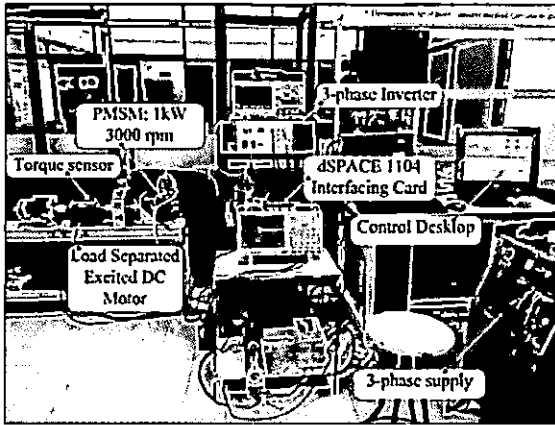 3-phase Inverter
PMSM: 1kW
3000 rpm
Torque sensor
dSPACE 1104
Interfacing Card
Control Desktop
Load Separated
Excited DC
Motor
3-phase supply